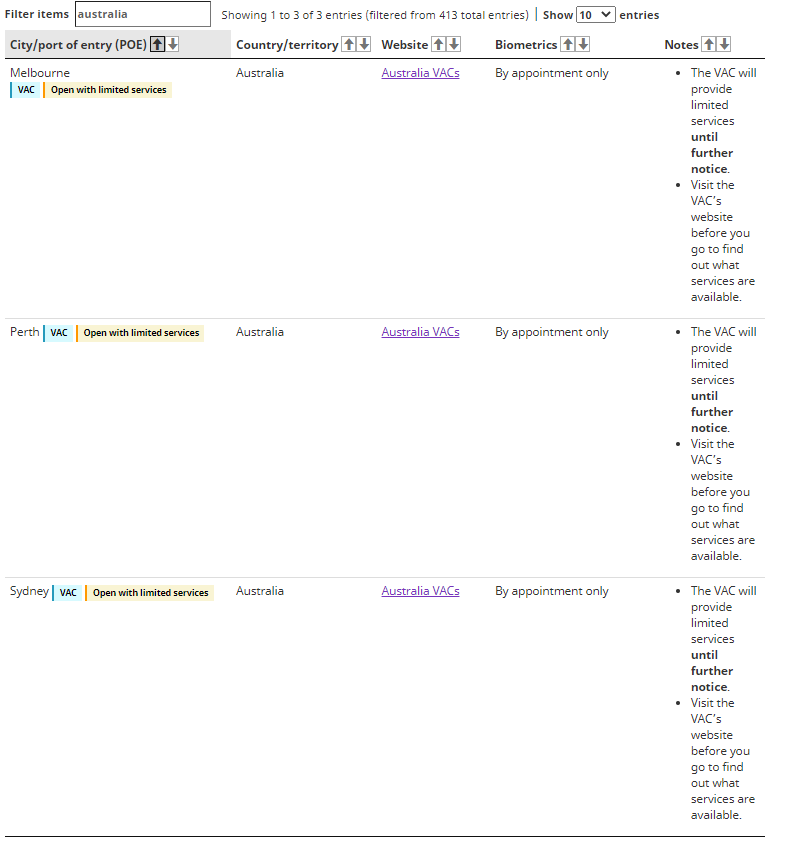 Filter items australia Showing 1 to 3 of 3 entries (filtered from 413 total entries) | Show 10 entries
City/port of entry (POE) Country/territory Website Biometrics Notes
Melbourne Australia Australia VACs By appointment only • The VAC will
VAC Open with limited services provide
limited
services
until
further
notice.
• Visit the
VAC's
website
before you
go to find
out what
services are
available.
Perth VAC Open with limited services Australia Australia VACs By appointment only • The VAC will
provide
limited
services
until
further
notice.
• Visit the
VAC's
website
before you
go to find
out what
services are
available.
Sydney VAC Open with limited services Australia Australia VACs By appointment only • The VAC will
provide
limited
services
until
further
notice.
• Visit the
VAC's
website
before you
go to find
out what
services are
available.